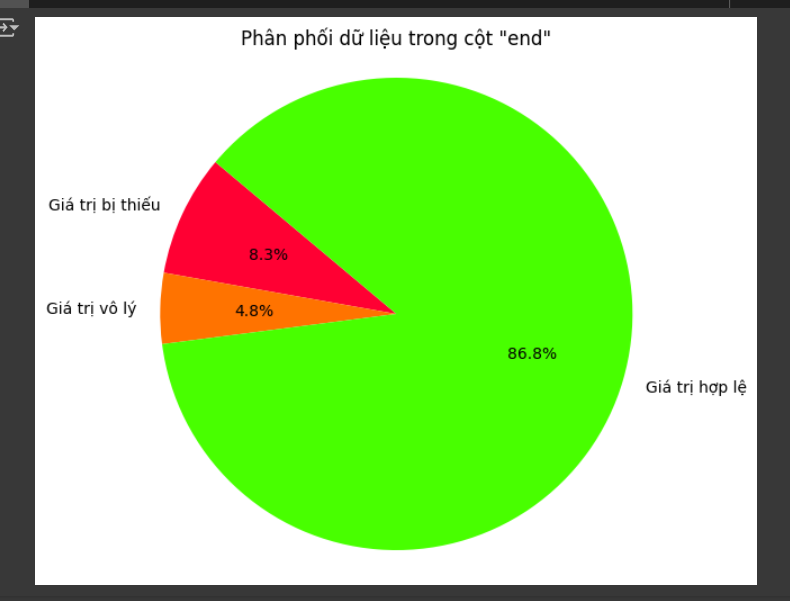 Phân phối dữ liệu trong cột "end"
Giá trị bị thiếu
8.3%
Giá trị vô lý
4.8%
86.8%
Giá trị hợp lệ